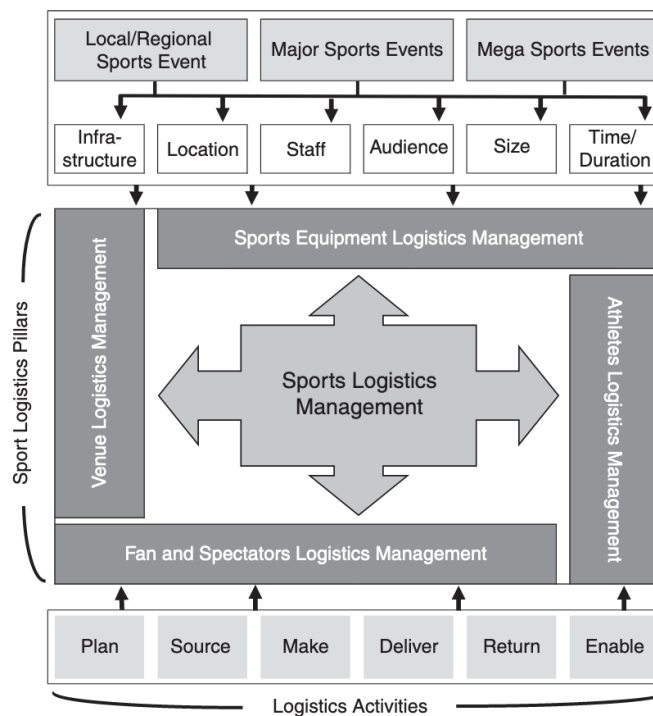 Local/Regional
Sports Event
Major Sports Events
Mega Sports Events
Infra-
structure
Location
Staff
Audience
Size
Time/
Duration
Sport Logistics Pillars
Venue Logistics Management
Sports Equipment Logistics Management
Sports Logistics
Management
Athletes Logistics Management
Fan and Spectators Logistics Management
Plan
Source
Make
Deliver
Return
Enable
Logistics Activities